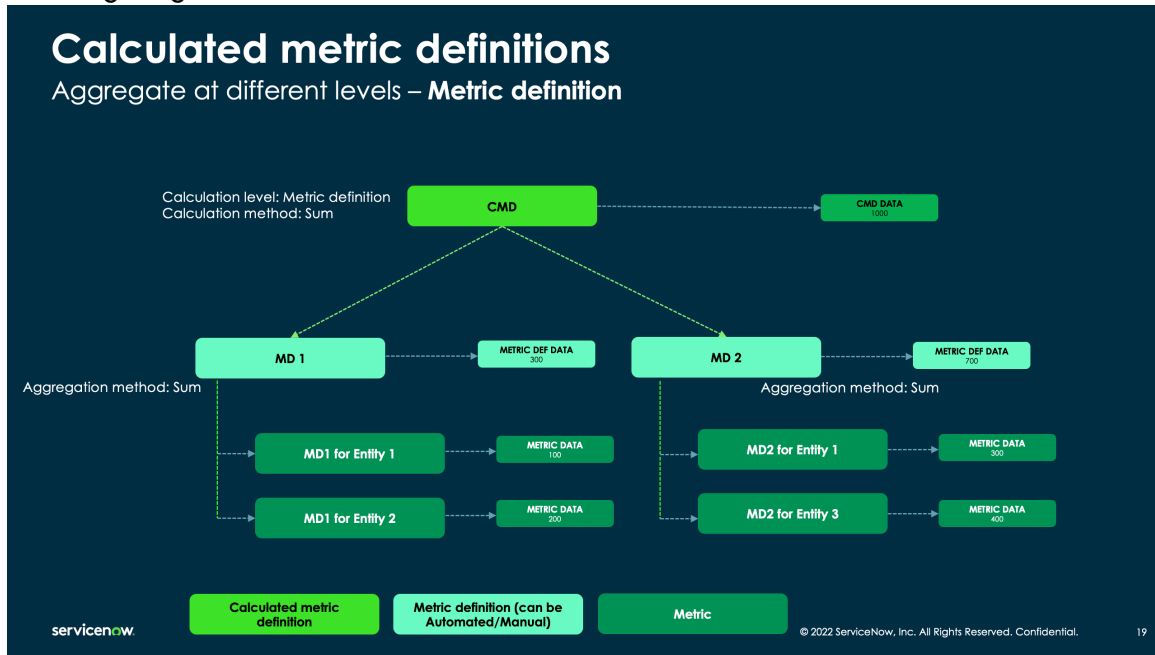 Calculated metric definitions
Aggregate at different levels – Metric definition
Calculation level: Metric definition
Calculation method: Sum
CMD
CMD DATA
1000
MD 1
METRIC DEF DATA
300
MD 2
METRIC DEF DATA
700
Aggregation method: Sum
Aggregation method: Sum
MD1 for Entity 1
METRIC DATA
100
MD2 for Entity 1
METRIC DATA
300
MD1 for Entity 2
METRIC DATA
200
MD2 for Entity 3
METRIC DATA
400
Calculated metric
definition
Metric definition (can be
Automated/Manual)
Metric
servicenow.
© 2022 ServiceNow, Inc. All Rights Reserved. Confidential.
19